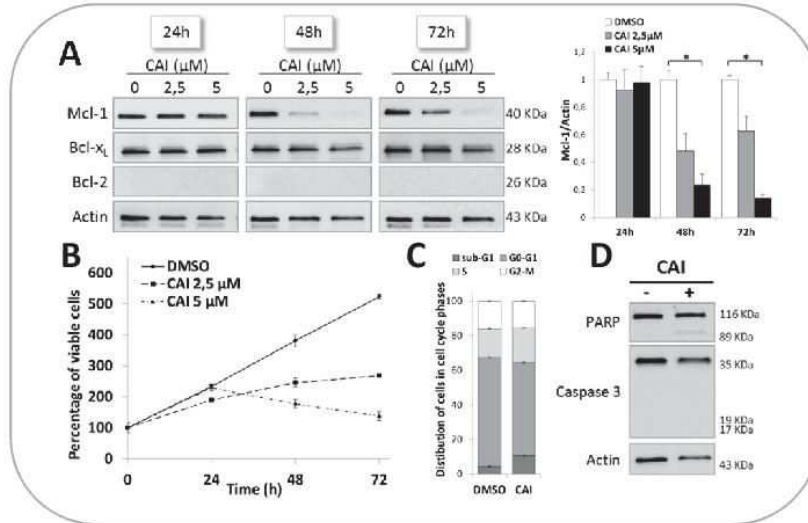 A
24h
48h
72h
CAI (µM)
CAI (µM)
CAI (µM)
0 2,5 5
0 2,5 5
0 2,5 5
Mcl-1
40 KDa
Bcl-xL
28 KDa
Bcl-2
26 KDa
Actin
43 KDa
DMSO
CAI 2,5µM
CAI 5µM
Mcl-1/Actin
1,4
1,2
1
0,8
0,6
0,4
0,2
0
*
*
24h 48h 72h
B
DMSO
CAI 2,5 µM
CAI 5 µM
Percentage of viable cells
600
500
400
300
200
100
0
0 24 48 72
Time (h)
C
sub-G1 G0-G1
S G2-M
Distibution of cells in cell cycle phases
100
80
60
40
20
0
DMSO CAI
D
CAI
- +
PARP
116 KDa
89 KDa
Caspase 3
35 KDa
19 KDa
17 KDa
Actin
43 KDa